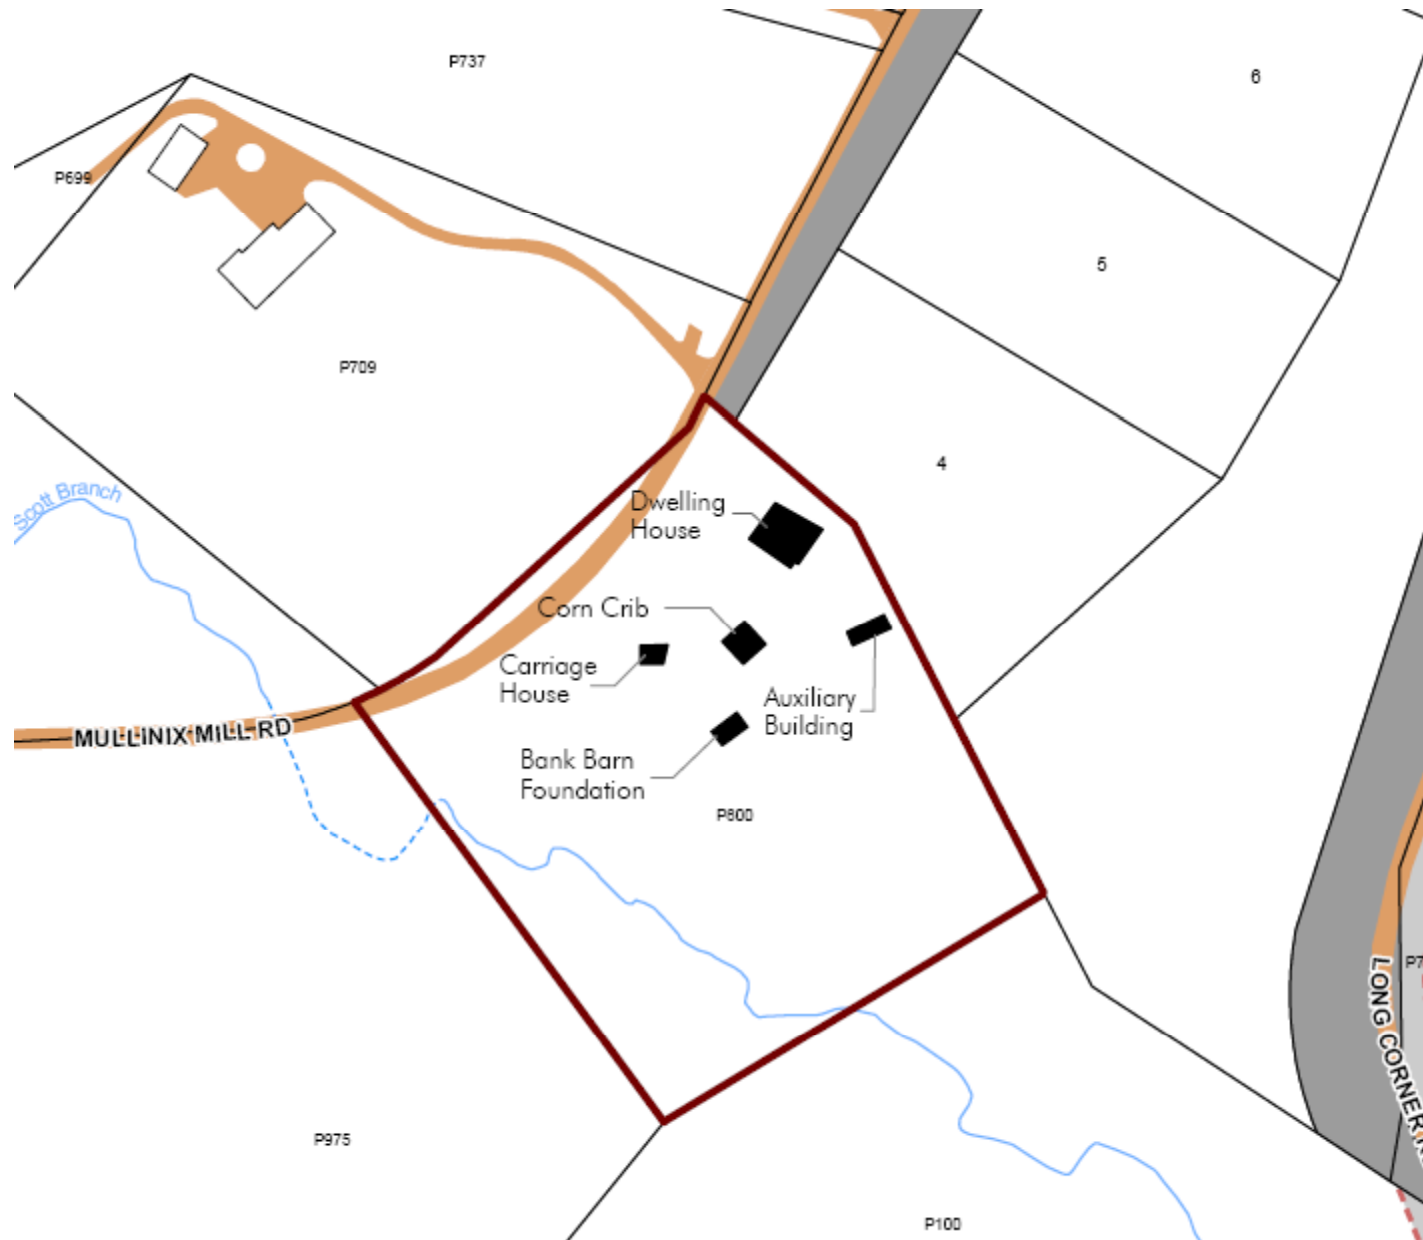 P737
6
P699
5
P709
4
Scott Branch
Dwelling
House
Corn Crib
Carriage
House
Auxiliary
Building
MULLINIX MILL RD
Bank Barn
Foundation
P800
LONG CORNER
P975
P100